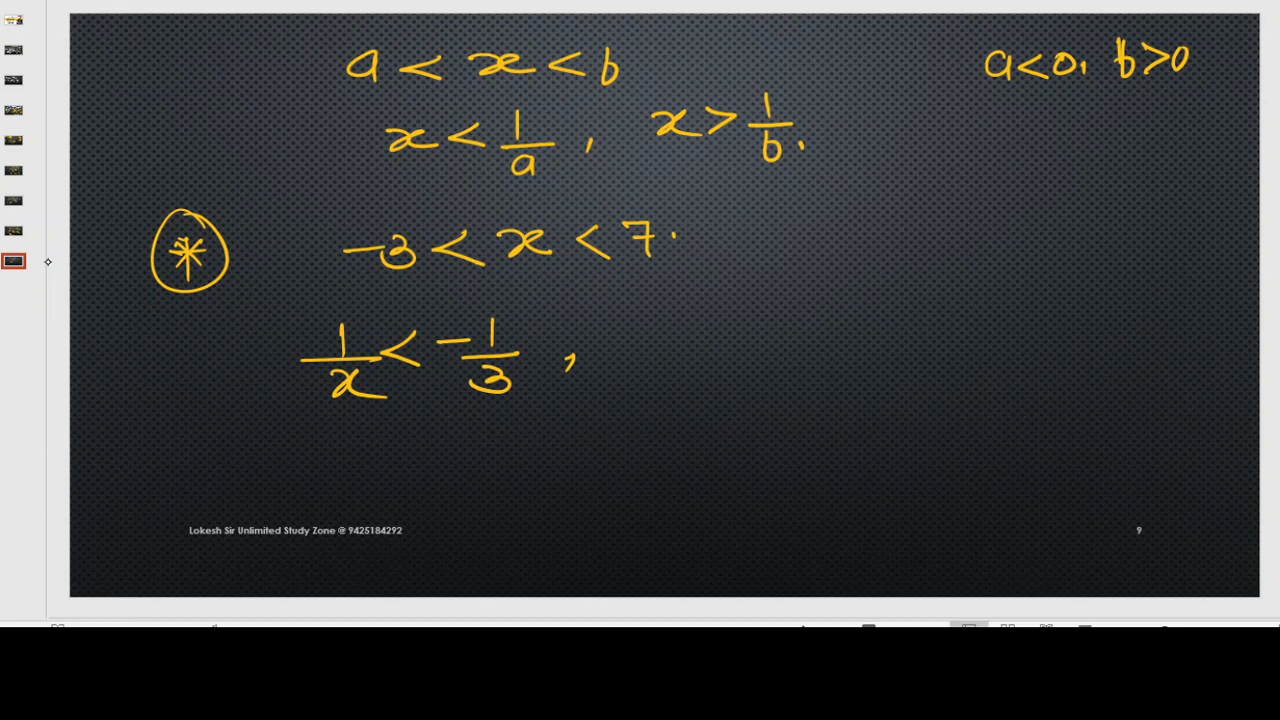 a < x < b
a < 0, b > 0
x < 1/a , x > 1/b.
* -3 < x < 7.
1/x < -1/3 ,
Lokesh Sir Unlimited Study Zone @ 9425184292
9